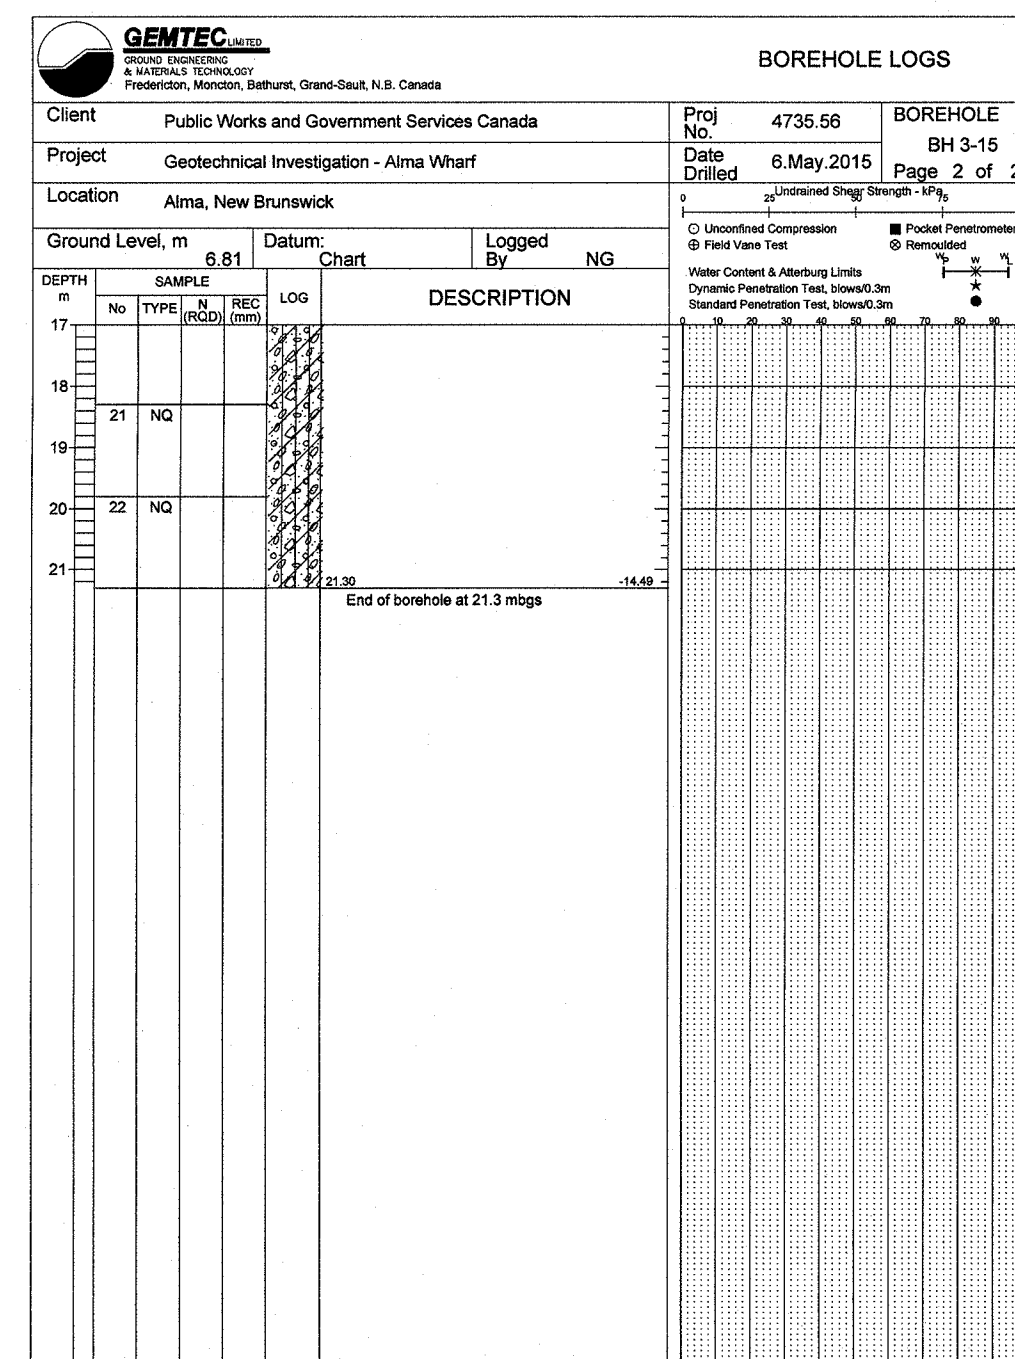 GEMTEC LIMITED
GROUND ENGINEERING
& MATERIALS TECHNOLOGY
Fredericton, Moncton, Bathurst, Grand-Sault, N.B. Canada
BOREHOLE LOGS
Client Public Works and Government Services Canada
Proj No. 4735.56
BOREHOLE
BH 3-15
Page 2 of 2
Project Geotechnical Investigation - Alma Wharf
Date Drilled 6.May.2015
Location Alma, New Brunswick
Undrained Shear Strength - kPa
0 25 50 75
Unconfined Compression
Pocket Penetrometer
Field Vane Test
Remoulded
Ground Level, m 6.81
Datum: Chart
Logged By NG
Wp W WL
Water Content & Atterburg Limits
Dynamic Penetration Test, blows/0.3m
Standard Penetration Test, blows/0.3m
DEPTH m
SAMPLE
No TYPE N (RQD) REC (mm)
LOG
DESCRIPTION
0 10 20 30 40 50 60 70 80 90
17
18
21 NQ
19
20 22 NQ
21
21.30 -14.49
End of borehole at 21.3 mbgs